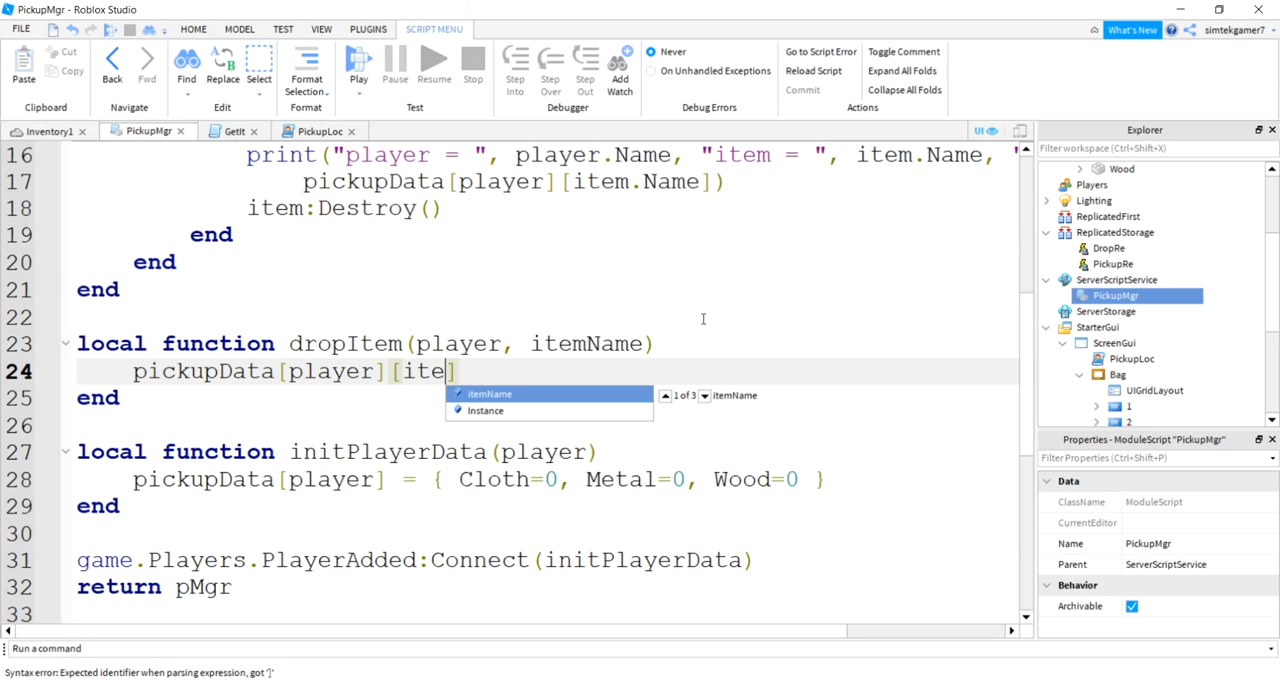 PickupMgr - Roblox Studio
FILE HOME MODEL TEST VIEW PLUGINS SCRIPT MENU What's New simtekgamer7
Paste Cut Copy Back Fwd Find Replace Select Format Selection Play Pause Resume Stop Step Into Step Over Step Out Add Watch Never On Unhandled Exceptions Go to Script Error Reload Script Commit Toggle Comment Expand All Folds Collapse All Folds
Clipboard Navigate Edit Format Test Debugger Debug Errors Actions
Inventory1 PickupMgr GetIt PickupLoc UI
16 print("player = ", player.Name, "item = ", item.Name, "
17 pickupData[player][item.Name])
18 item:Destroy()
19 end
20 end
21 end
22
23 local function dropItem(player, itemName)
24 pickupData[player][ite]
itemName 1 of 3 itemName
Instance
25 end
26
27 local function initPlayerData(player)
28 pickupData[player] = { Cloth=0, Metal=0, Wood=0 }
29 end
30
31 game.Players.PlayerAdded:Connect(initPlayerData)
32 return pMgr
33
Explorer
Filter workspace (Ctrl+Shift+X)
Wood
Players
Lighting
ReplicatedFirst
ReplicatedStorage
DropRe
PickupRe
ServerScriptService
PickupMgr
ServerStorage
StarterGui
ScreenGui
PickupLoc
Bag
UIGridLayout
1
2
Properties - ModuleScript "PickupMgr"
Filter Properties (Ctrl+Shift+P)
Data
ClassName ModuleScript
CurrentEditor
Name PickupMgr
Parent ServerScriptService
Behavior
Archivable
Run a command
Syntax error: Expected identifier when parsing expression, got ']'